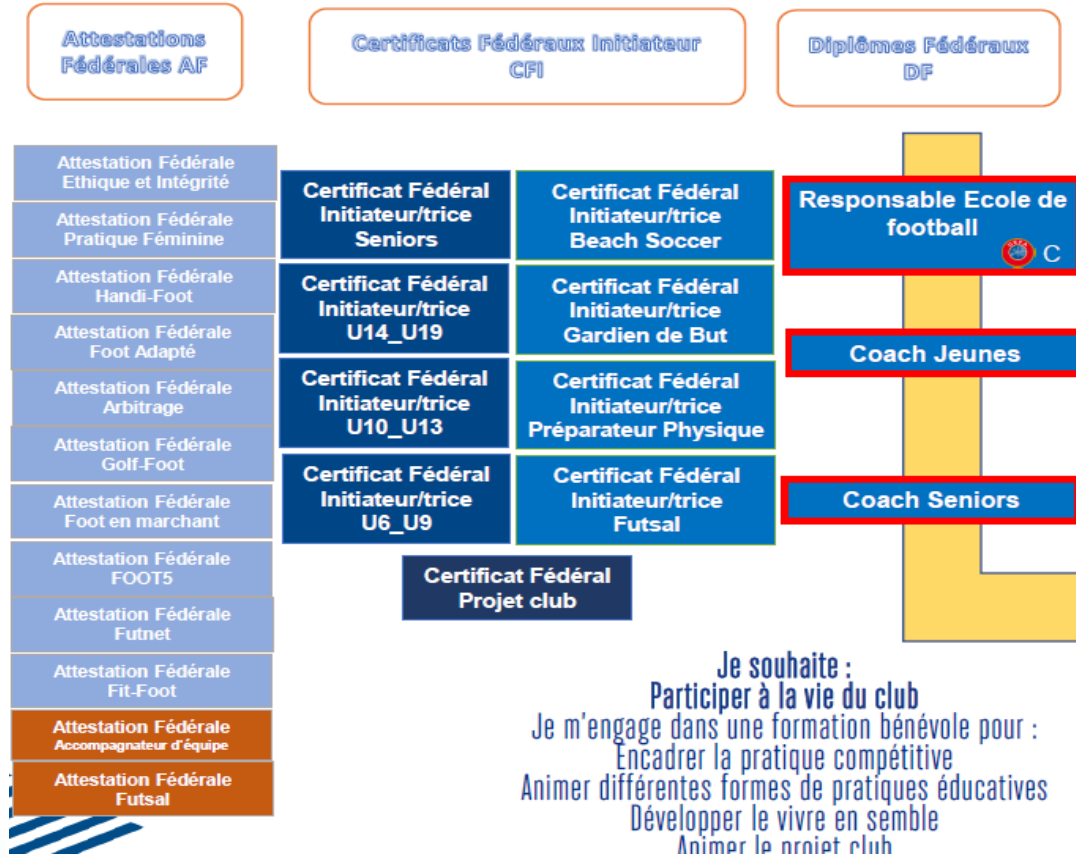 Attestations
Fédérales AF
Certificats Fédéraux Initiateur
CFI
Diplômes Fédéraux
DF
Attestation Fédérale
Ethique et Intégrité
Attestation Fédérale
Pratique Féminine
Attestation Fédérale
Handi-Foot
Attestation Fédérale
Foot Adapté
Attestation Fédérale
Arbitrage
Attestation Fédérale
Golf-Foot
Attestation Fédérale
Foot en marchant
Attestation Fédérale
FOOT5
Attestation Fédérale
Futnet
Attestation Fédérale
Fit-Foot
Attestation Fédérale
Accompagnateur d'équipe
Attestation Fédérale
Futsal
Certificat Fédéral
Initiateur/trice
Seniors
Certificat Fédéral
Initiateur/trice
U14_U19
Certificat Fédéral
Initiateur/trice
U10_U13
Certificat Fédéral
Initiateur/trice
U6_U9
Certificat Fédéral
Initiateur/trice
Beach Soccer
Certificat Fédéral
Initiateur/trice
Gardien de But
Certificat Fédéral
Initiateur/trice
Préparateur Physique
Certificat Fédéral
Initiateur/trice
Futsal
Certificat Fédéral
Projet club
Responsable Ecole de
football
UEFA C
Coach Jeunes
Coach Seniors
Je souhaite :
Participer à la vie du club
Je m'engage dans une formation bénévole pour :
Encadrer la pratique compétitive
Animer différentes formes de pratiques éducatives
Développer le vivre en semble
Animer le projet club